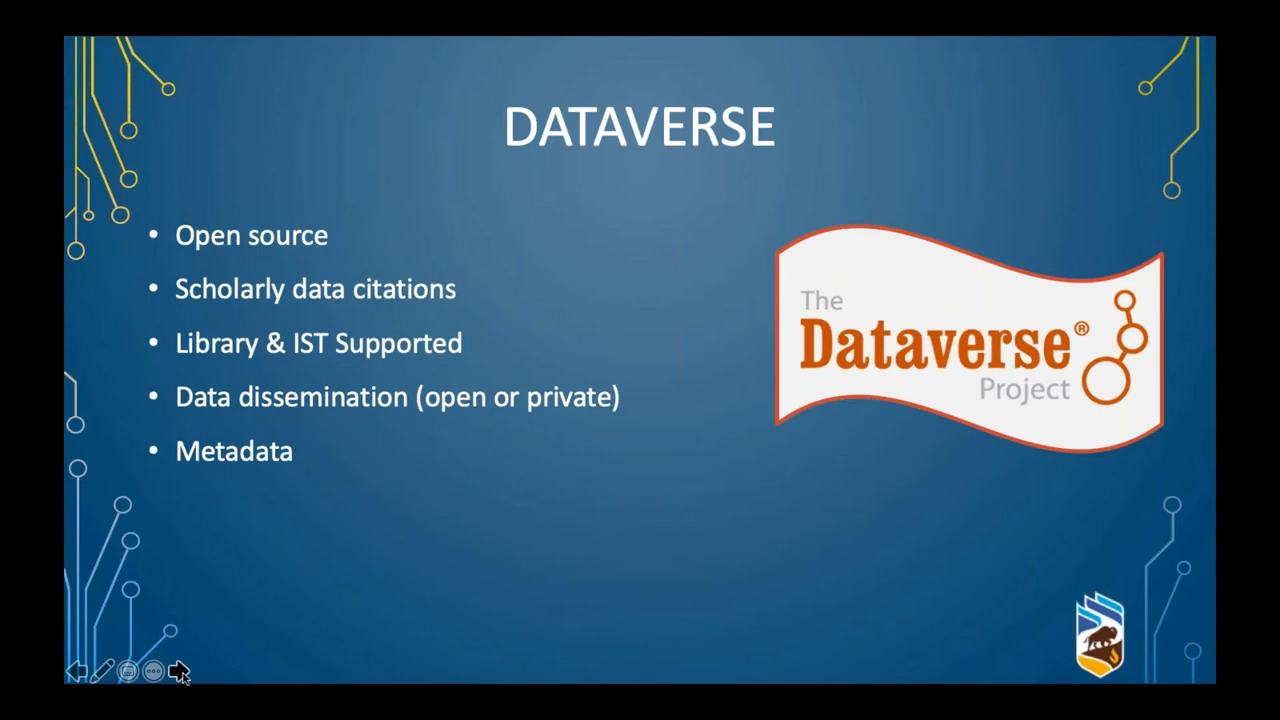 DATAVERSE
• Open source
• Scholarly data citations
• Library & IST Supported
• Data dissemination (open or private)
• Metadata
The
Dataverse®
Project